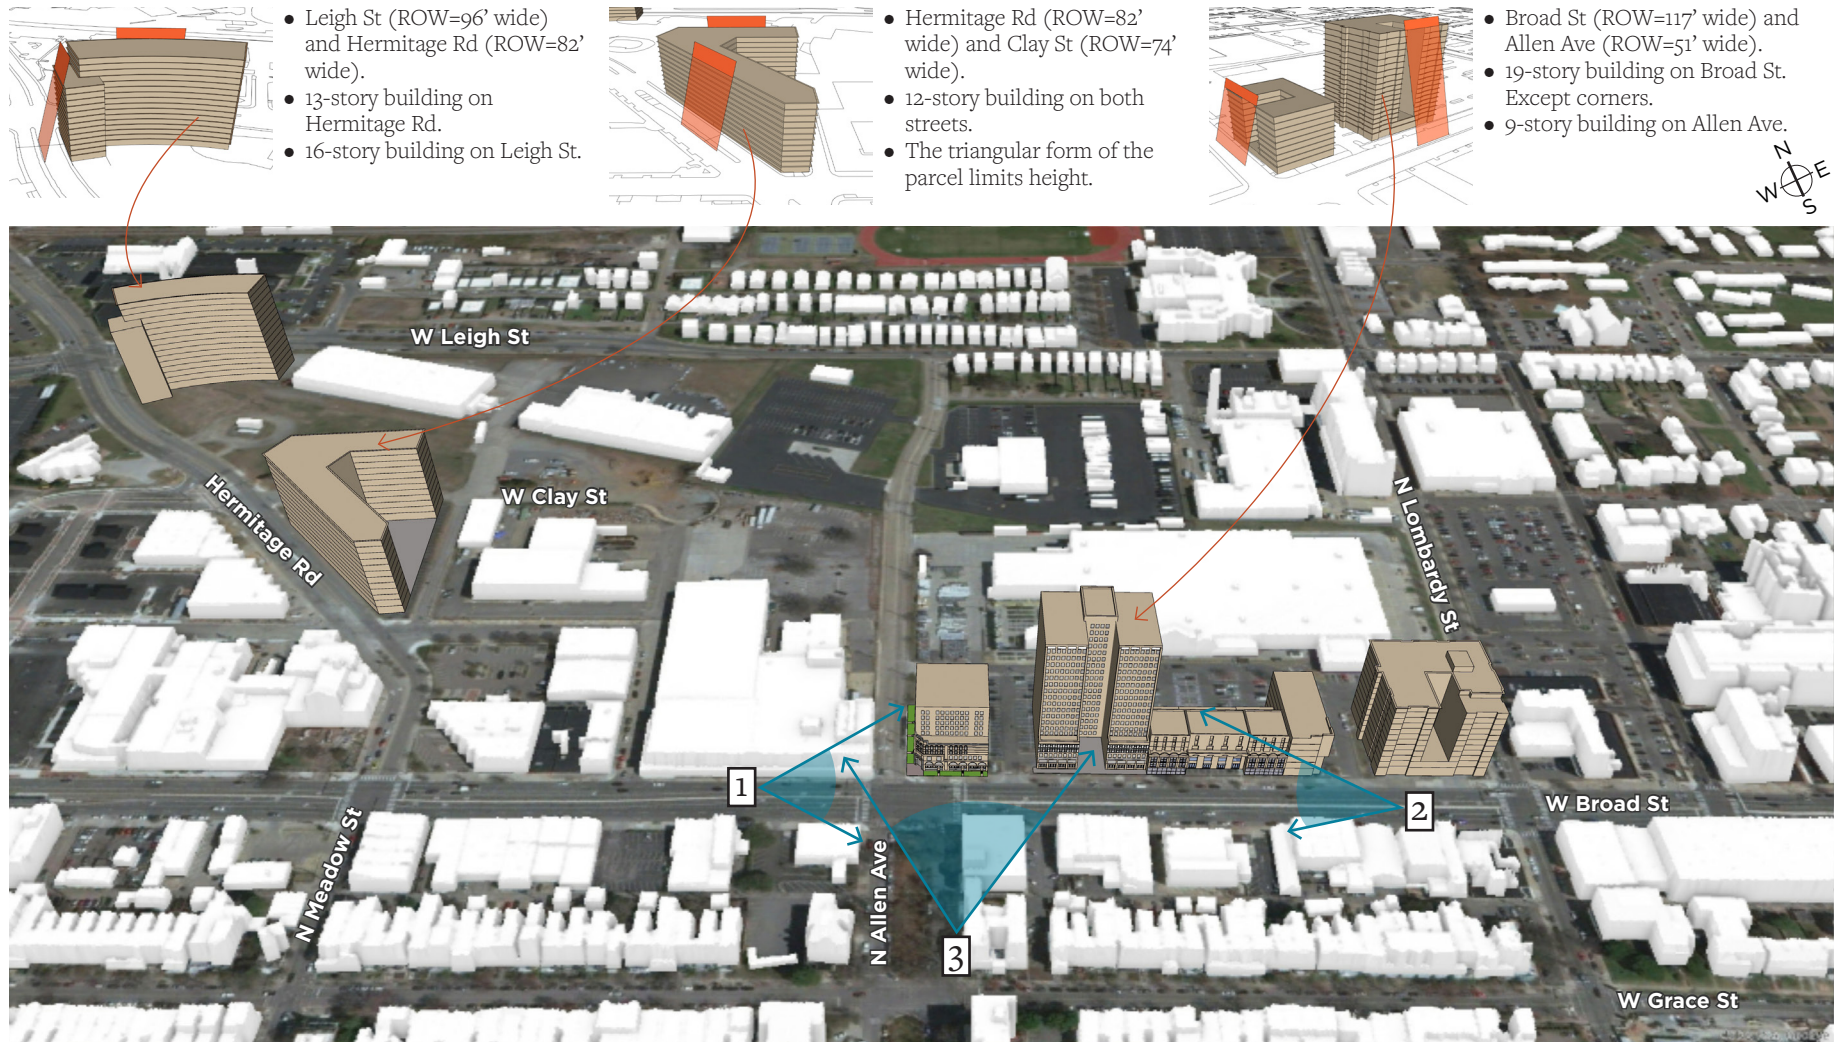 • Leigh St (ROW=96’ wide)
and Hermitage Rd (ROW=82’
wide).
• 13-story building on
Hermitage Rd.
• 16-story building on Leigh St.
• Hermitage Rd (ROW=82’
wide) and Clay St (ROW=74’
wide).
• 12-story building on both
streets.
• The triangular form of the
parcel limits height.
• Broad St (ROW=117’ wide) and
Allen Ave (ROW=51’ wide).
• 19-story building on Broad St.
Except corners.
• 9-story building on Allen Ave.
N
W E
S
W Leigh St
Hermitage Rd
W Clay St
N Lombardy St
1
2
W Broad St
N Meadow St
N Allen Ave
3
W Grace St